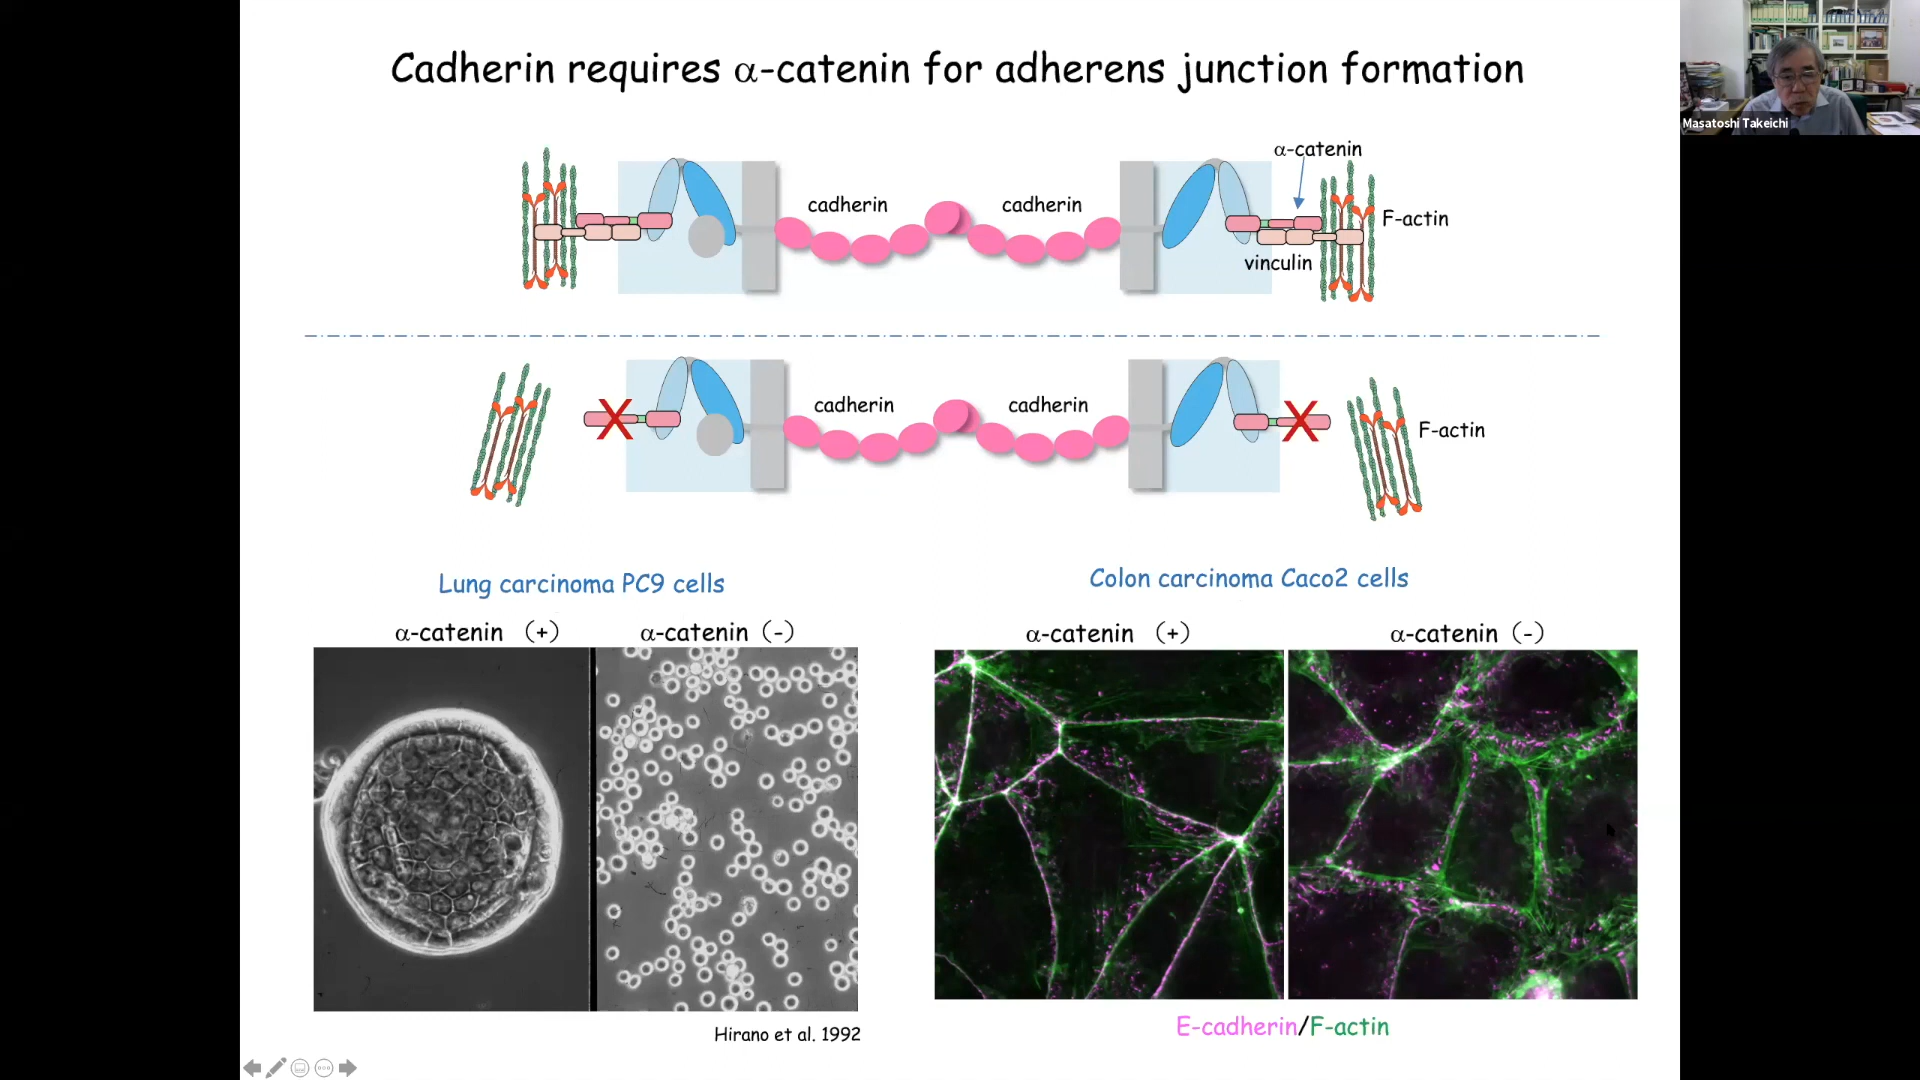 Cadherin requires α-catenin for adherens junction formation
Masatoshi Takeichi
α-catenin
cadherin
cadherin
F-actin
vinculin
cadherin
cadherin
F-actin
Lung carcinoma PC9 cells
Colon carcinoma Caco2 cells
α-catenin (+)
α-catenin (-)
α-catenin (+)
α-catenin (-)
Hirano et al. 1992
E-cadherin/F-actin